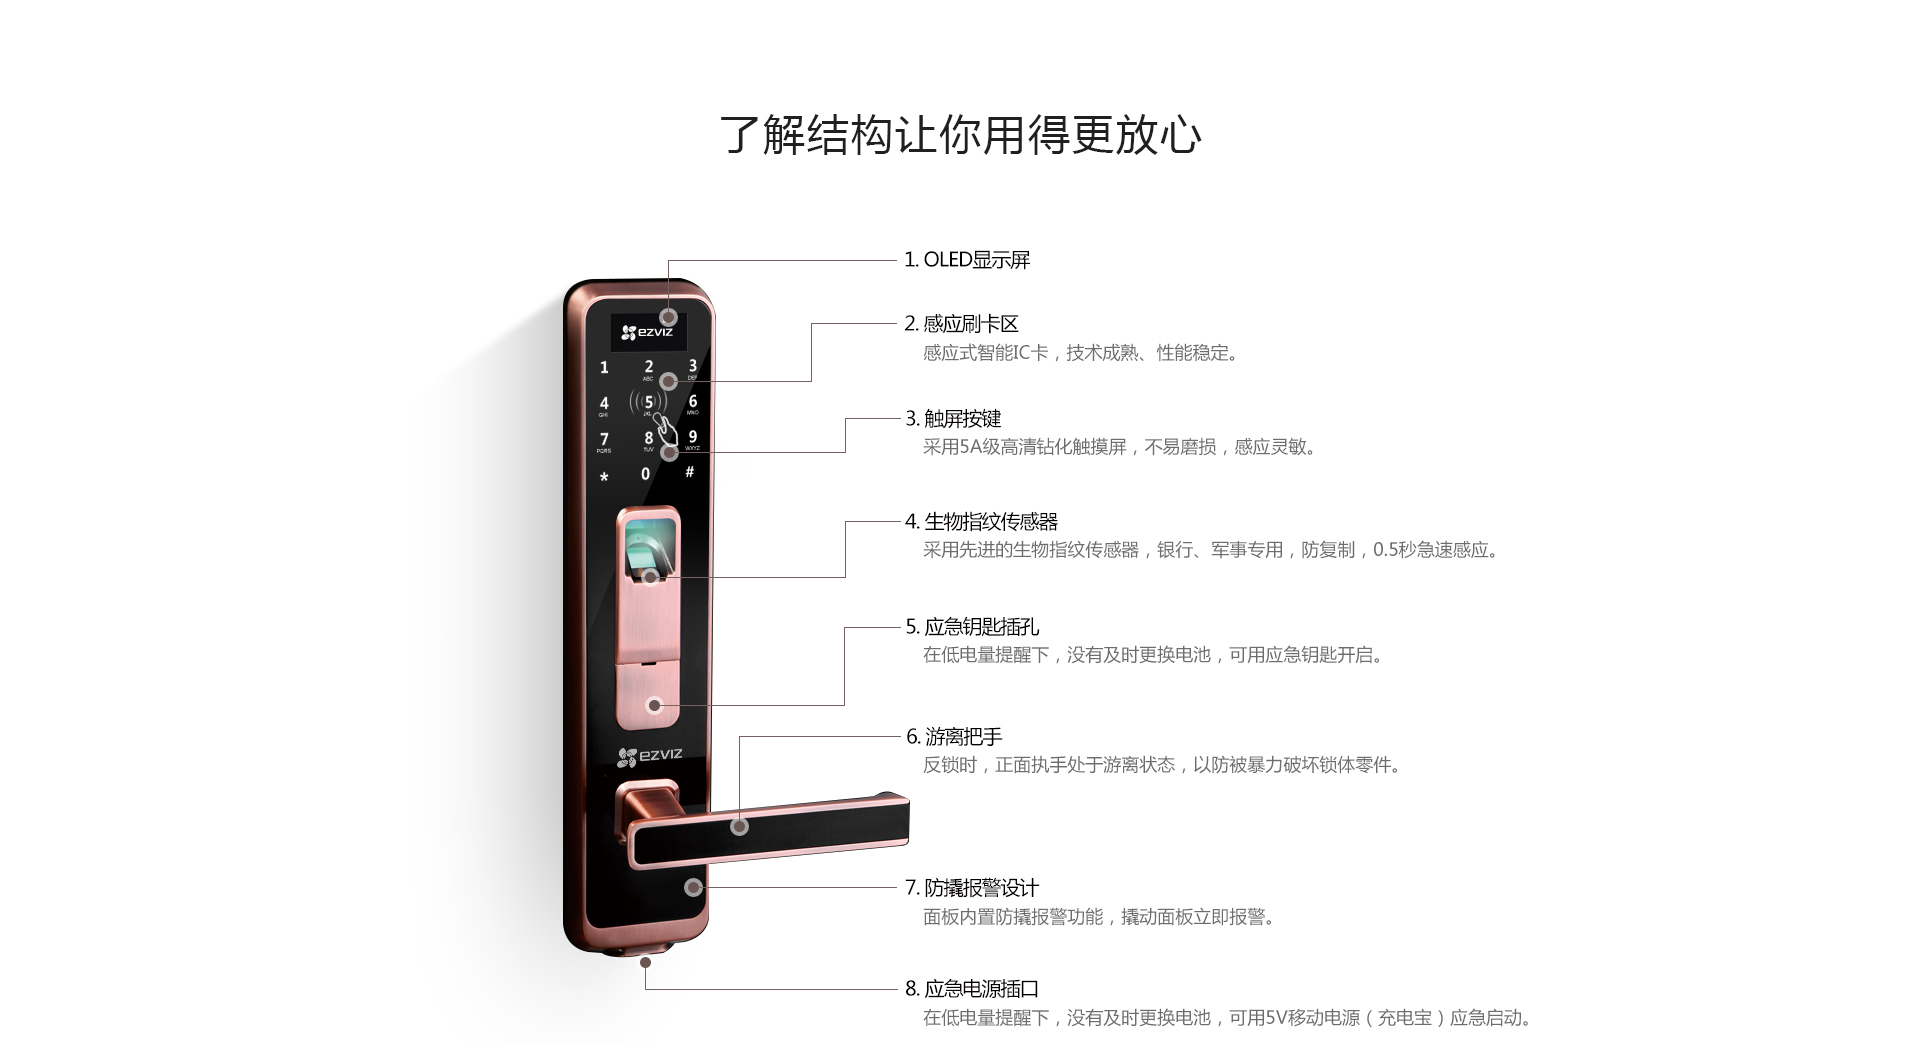 了解结构让你用得更放心
1. OLED显示屏
ezviz
2. 感应刷卡区
感应式智能IC卡，技术成熟、性能稳定。
1 2 3
ABC DEF
4 5 6
GHI JKL MNO
3. 触屏按键
采用5A级高清钻化触摸屏，不易磨损，感应灵敏。
7 8 9
PQRS TUV WXYZ
* 0 #
4. 生物指纹传感器
采用先进的生物指纹传感器，银行、军事专用，防复制，0.5秒急速感应。
5. 应急钥匙插孔
在低电量提醒下，没有及时更换电池，可用应急钥匙开启。
ezviz
6. 游离把手
反锁时，正面执手处于游离状态，以防被暴力破坏锁体零件。
7. 防撬报警设计
面板内置防撬报警功能，撬动面板立即报警。
8. 应急电源插口
在低电量提醒下，没有及时更换电池，可用5V移动电源（充电宝）应急启动。